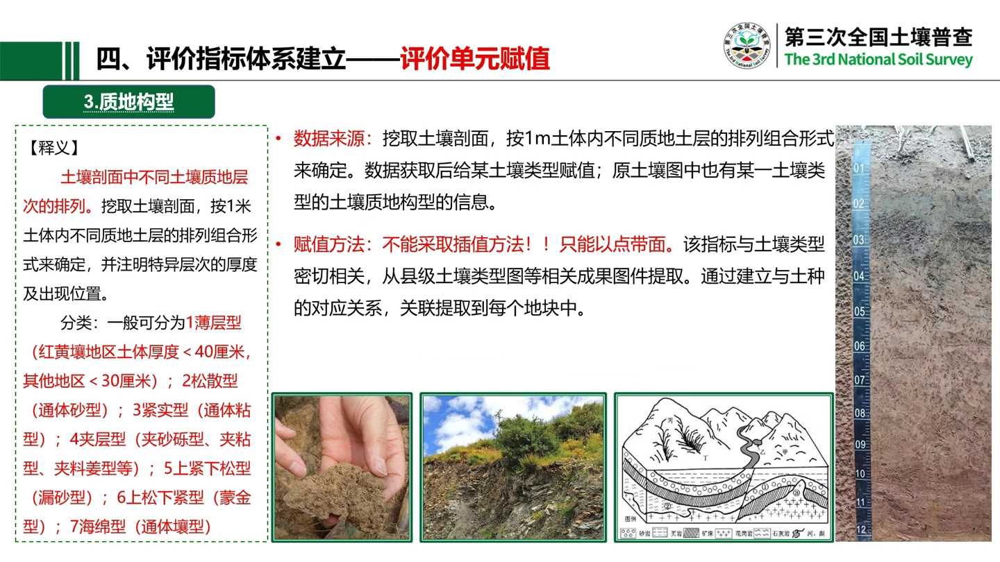 四、评价指标体系建立——评价单元赋值
第三次全国土壤普查
The 3rd National Soil Survey
3.质地构型
【释义】
土壤剖面中不同土壤质地层
次的排列。挖取土壤剖面，按1米
土体内不同质地土层的排列组合形
式来确定，并注明特异层次的厚度
及出现位置。
分类：一般可分为1薄层型
（红黄壤地区土体厚度＜40厘米，
其他地区＜30厘米）；2松散型
（通体砂型）；3紧实型（通体粘
型）；4夹层型（夹砂砾型、夹粘
型、夹料姜型等）；5上紧下松型
（漏砂型）；6上松下紧型（蒙金
型）；7海绵型（通体壤型）
• 数据来源：挖取土壤剖面，按1m土体内不同质地土层的排列组合形式
来确定。数据获取后给某土壤类型赋值；原土壤图中也有某一土壤类
型的土壤质地构型的信息。
• 赋值方法：不能采取插值方法！！只能以点带面。该指标与土壤类型
密切相关，从县级土壤类型图等相关成果图件提取。通过建立与土种
的对应关系，关联提取到每个地块中。
丙
丁
乙
甲
①
②
③
图例
砂岩 页岩 矿床 花岗岩 石灰岩 河、湖
01
02
03
04
05
06
07
08
09
10
11
12